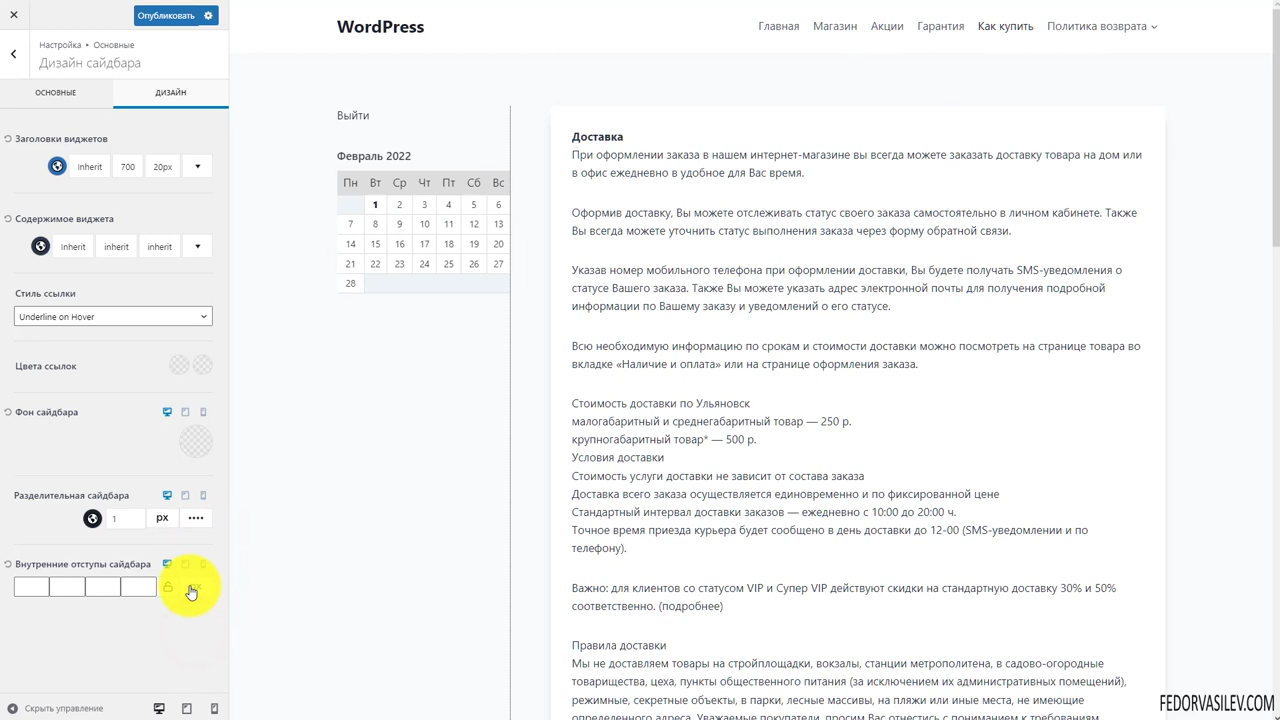 Опубликовать
Настройка ▸ Основные
Дизайн сайдбара
ОСНОВНЫЕ
ДИЗАЙН
Заголовки виджетов
Inherit 700 20px
Содержимое виджета
Inherit inherit inherit
Стиль ссылки
Underline on Hover
Цвета ссылок
Фон сайдбара
Разделительная сайдбара
1 px
Внутренние отступы сайдбара
Скрыть управление
WordPress
Главная Магазин Акции Гарантия Как купить Политика возврата
Выйти
Февраль 2022
Пн Вт Ср Чт Пт Сб Вс
1 2 3 4 5 6
7 8 9 10 11 12 13
14 15 16 17 18 19 20
21 22 23 24 25 26 27
28
Доставка
При оформлении заказа в нашем интернет-магазине вы всегда можете заказать доставку товара на дом или
в офис ежедневно в удобное для Вас время.
Оформив доставку, Вы можете отслеживать статус своего заказа самостоятельно в личном кабинете. Также
Вы всегда можете уточнить статус выполнения заказа через форму обратной связи.
Указав номер мобильного телефона при оформлении доставки, Вы будете получать SMS-уведомления о
статусе Вашего заказа. Также Вы можете указать адрес электронной почты для получения подробной
информации по Вашему заказу и уведомлений о его статусе.
Всю необходимую информацию по срокам и стоимости доставки можно посмотреть на странице товара во
вкладке «Наличие и оплата» или на странице оформления заказа.
Стоимость доставки по Ульяновск
малогабаритный и среднегабаритный товар — 250 р.
крупногабаритный товар* — 500 р.
Условия доставки
Стоимость услуги доставки не зависит от состава заказа
Доставка всего заказа осуществляется единовременно и по фиксированной цене
Стандартный интервал доставки заказов — ежедневно с 10:00 до 20:00 ч.
Точное время приезда курьера будет сообщено в день доставки до 12-00 (SMS-уведомлении и по
телефону).
Важно: для клиентов со статусом VIP и Супер VIP действуют скидки на стандартную доставку 30% и 50%
соответственно. (подробнее)
Правила доставки
Мы не доставляем товары на стройплощадки, вокзалы, станции метрополитена, в садово-огородные
товарищества, цеха, пункты общественного питания (за исключением их административных помещений),
режимные, секретные объекты, в парки, лесные массивы, на пляжи или иные места, не имеющие
определенного адреса. Уважаемые покупатели, просим Вас отнестись с пониманием к требованиям
FEDORVASILEV.COM